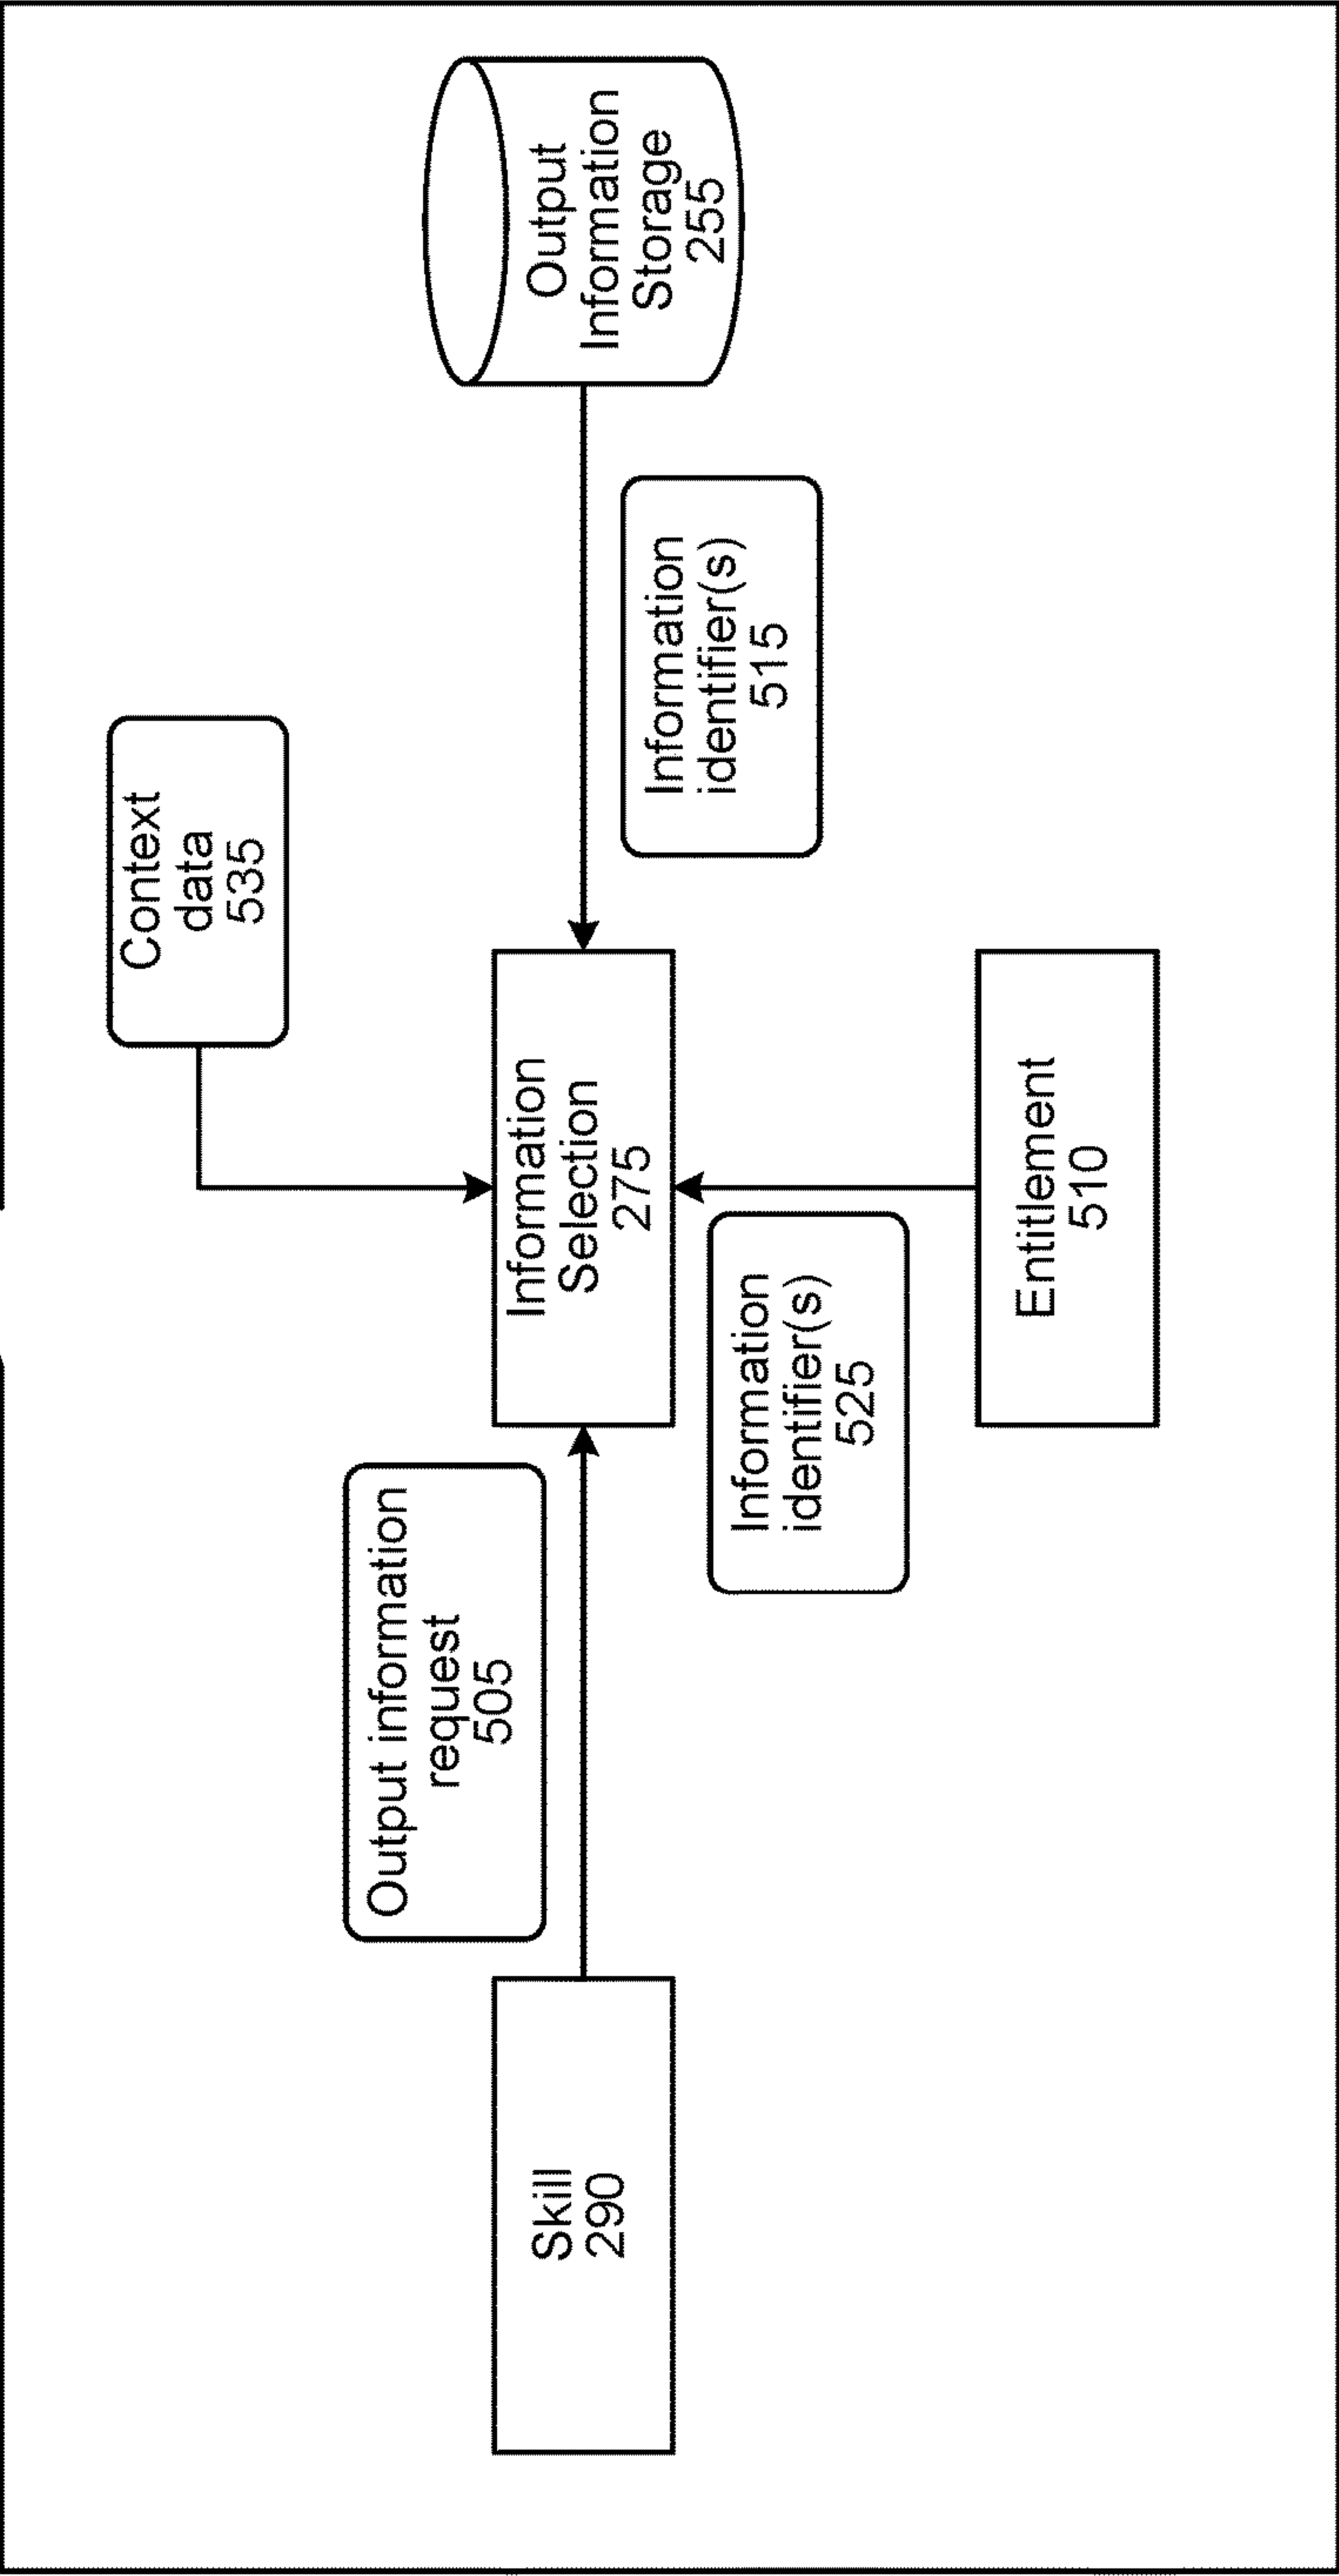 Context
data
535
Output information
request
505
Skill
290
Information
Selection
275
Output
Information
Storage
255
Information
identifier(s)
515
Information
identifier(s)
525
Entitlement
510